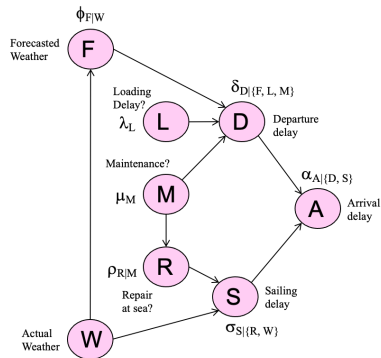 ϕF|W
Forecasted
Weather
F
Loading
Delay?
λL
L
δD|{F, L, M}
D
Departure
delay
Maintenance?
μM
M
αA|{D, S}
A
Arrival
delay
ρR|M
R
Repair
at sea?
S
Sailing
delay
σS|{R, W}
Actual
Weather
W